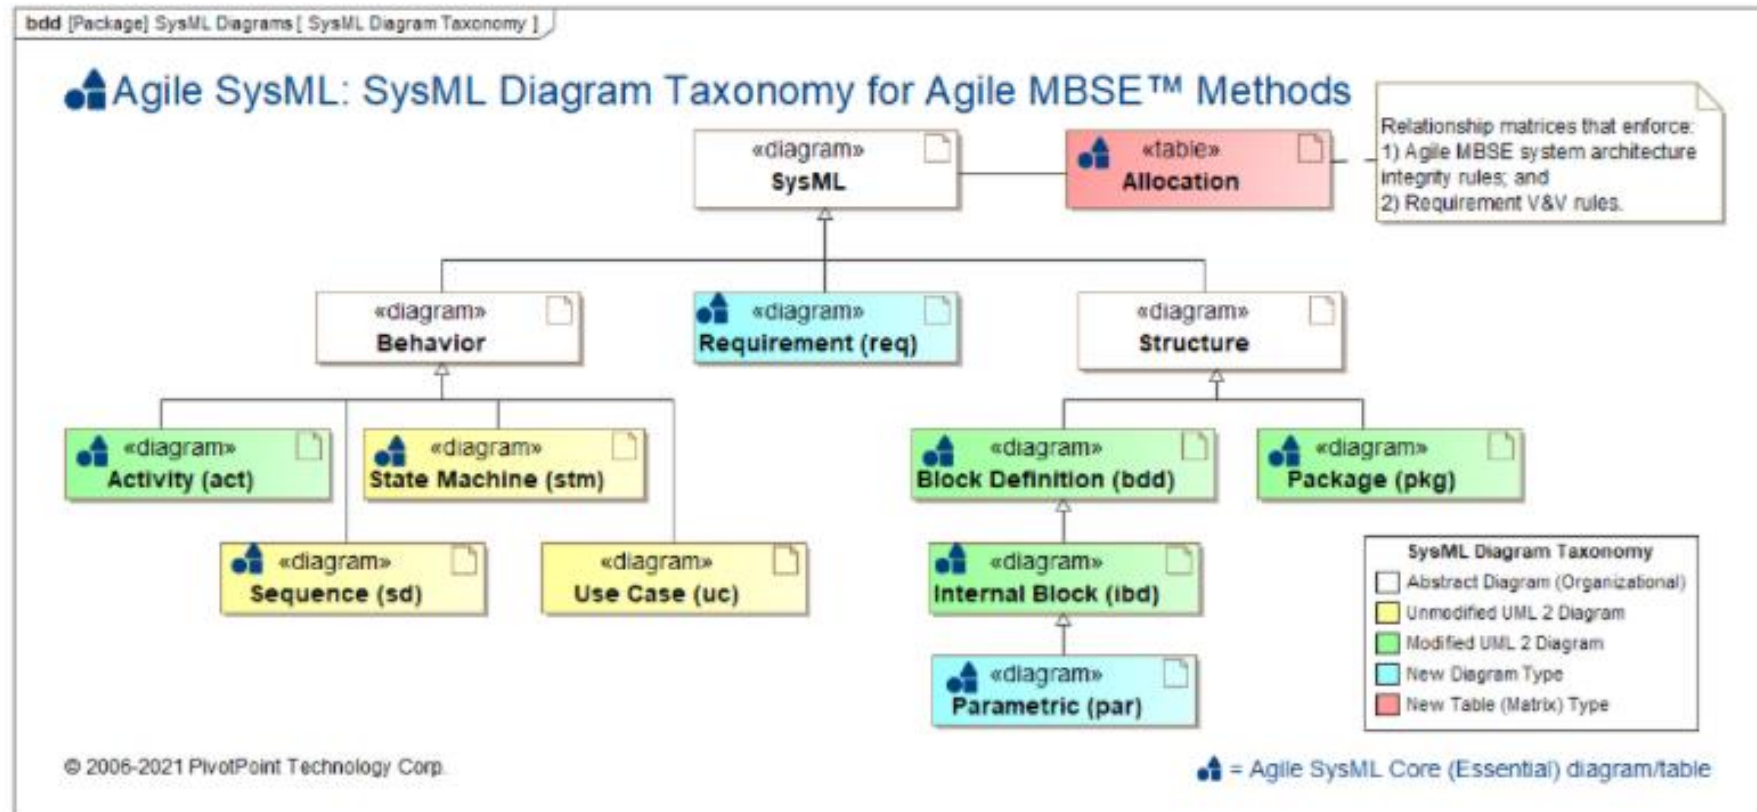 bdd [Package] SysML Diagrams [ SysML Diagram Taxonomy ]
Agile SysML: SysML Diagram Taxonomy for Agile MBSE™ Methods
«diagram»
SysML
«table»
Allocation
Relationship matrices that enforce:
1) Agile MBSE system architecture
integrity rules; and
2) Requirement V&V rules.
«diagram»
Behavior
«diagram»
Requirement (req)
«diagram»
Structure
«diagram»
Activity (act)
«diagram»
State Machine (stm)
«diagram»
Block Definition (bdd)
«diagram»
Package (pkg)
«diagram»
Sequence (sd)
«diagram»
Use Case (uc)
«diagram»
Internal Block (ibd)
«diagram»
Parametric (par)
SysML Diagram Taxonomy
Abstract Diagram (Organizational)
Unmodified UML 2 Diagram
Modified UML 2 Diagram
New Diagram Type
New Table (Matrix) Type
© 2006-2021 PivotPoint Technology Corp.
= Agile SysML Core (Essential) diagram/table